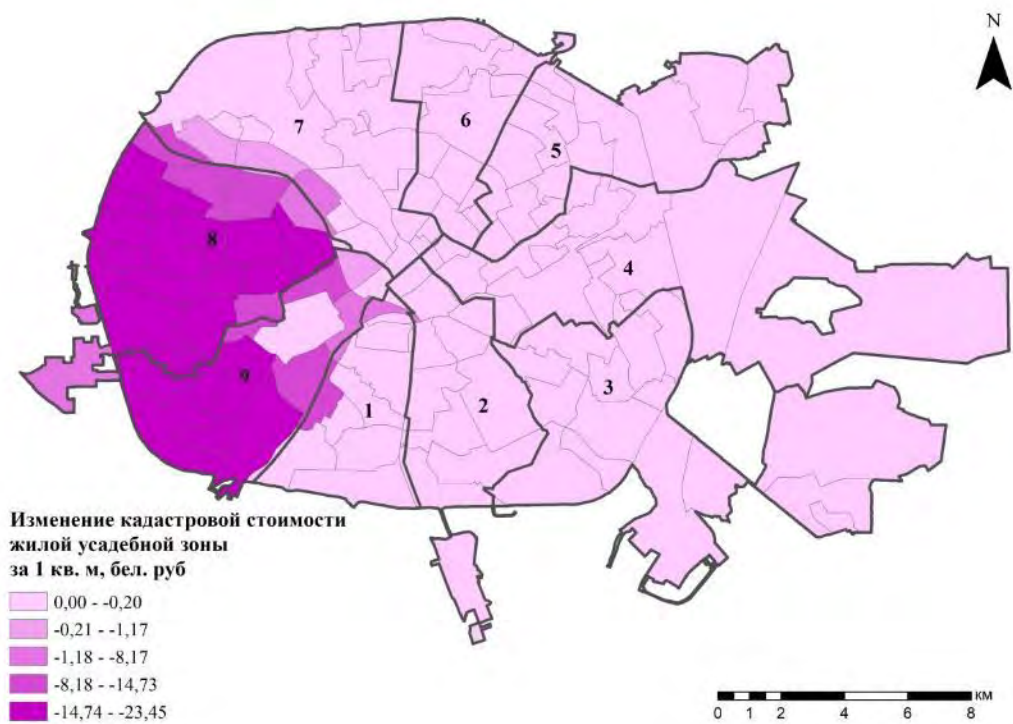 N
7
6
5
8
4
9
3
1
2
Изменение кадастровой стоимости
жилой усадебной зоны
за 1 кв. м, бел. руб
0,00 - -0,20
-0,21 - -1,17
-1,18 - -8,17
-8,18 - -14,73
-14,74 - -23,45
км
0 1 2 4 6 8